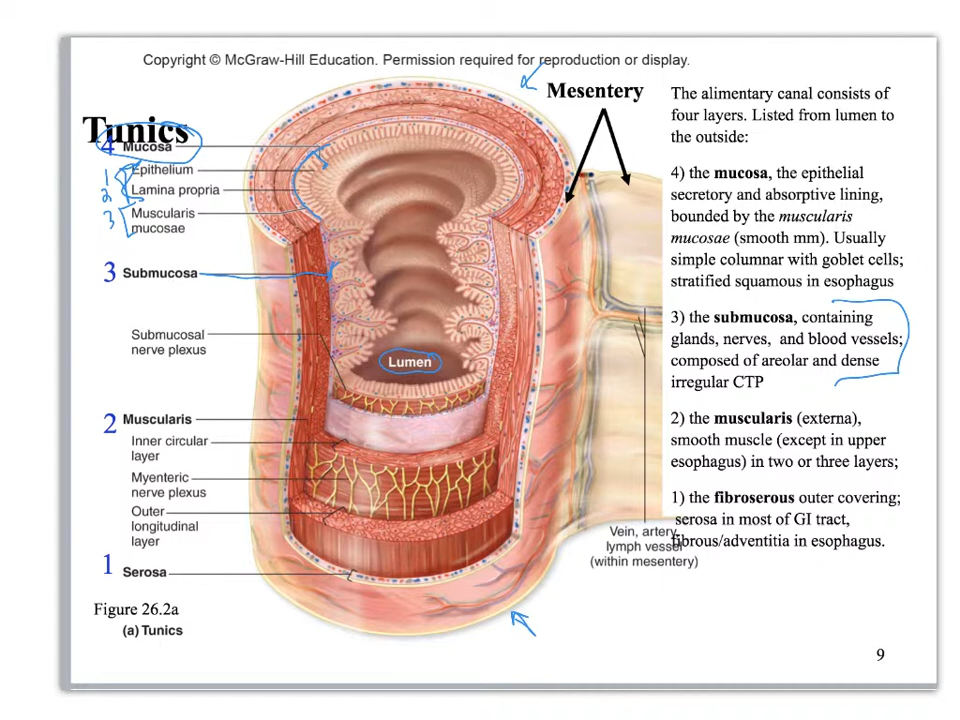 Copyright © McGraw-Hill Education. Permission required for reproduction or display.
Tunics
4 Mucosa
1 Epithelium
2 Lamina propria
3 Muscularis
mucosae
3 Submucosa
Submucosal
nerve plexus
2 Muscularis
Inner circular
layer
Myenteric
nerve plexus
Outer
longitudinal
layer
1 Serosa
Figure 26.2a
(a) Tunics
Lumen
Mesentery
Vein, artery,
lymph vessel
(within mesentery)
The alimentary canal consists of
four layers. Listed from lumen to
the outside:
4) the mucosa, the epithelial
secretory and absorptive lining,
bounded by the muscularis
mucosae (smooth mm). Usually
simple columnar with goblet cells;
stratified squamous in esophagus
3) the submucosa, containing
glands, nerves, and blood vessels;
composed of areolar and dense
irregular CTP
2) the muscularis (externa),
smooth muscle (except in upper
esophagus) in two or three layers;
1) the fibroserous outer covering;
serosa in most of GI tract,
fibrous/adventitia in esophagus.
9